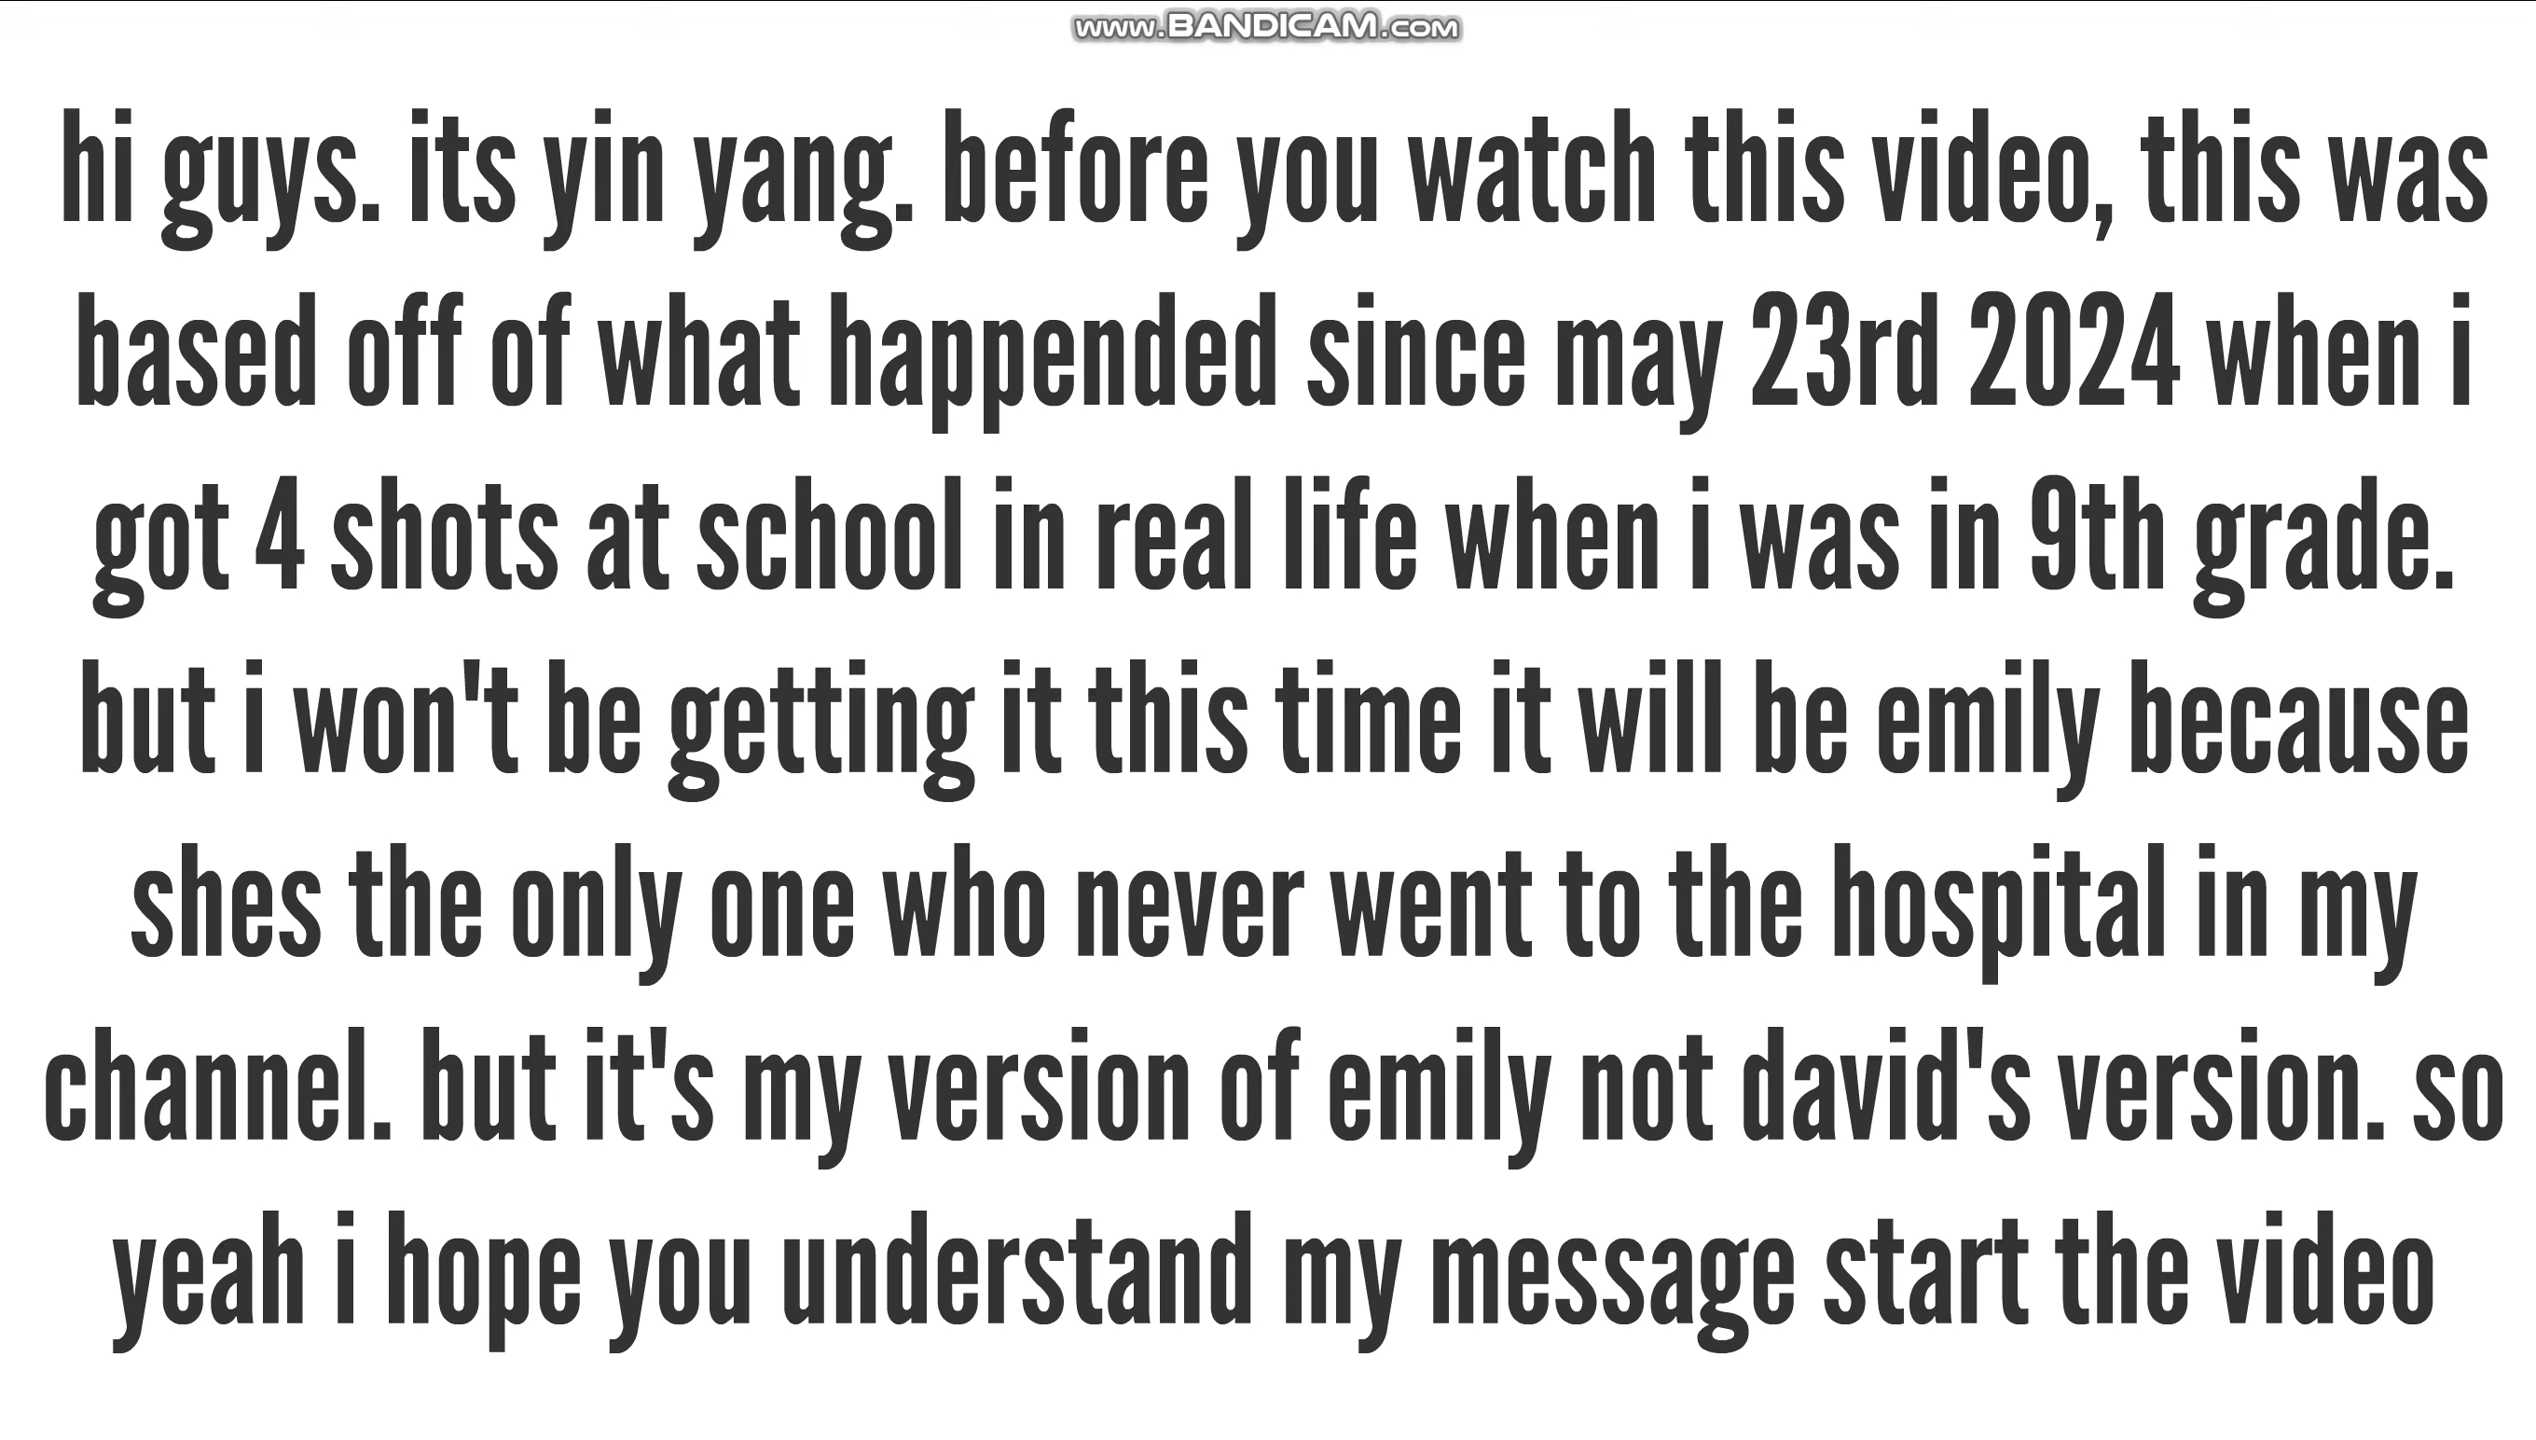 www.BANDICAM.com
hi guys. its yin yang. before you watch this video, this was
based off of what happended since may 23rd 2024 when i
got 4 shots at school in real life when i was in 9th grade.
but i won't be getting it this time it will be emily because
shes the only one who never went to the hospital in my
channel. but it's my version of emily not david's version. so
yeah i hope you understand my message start the video